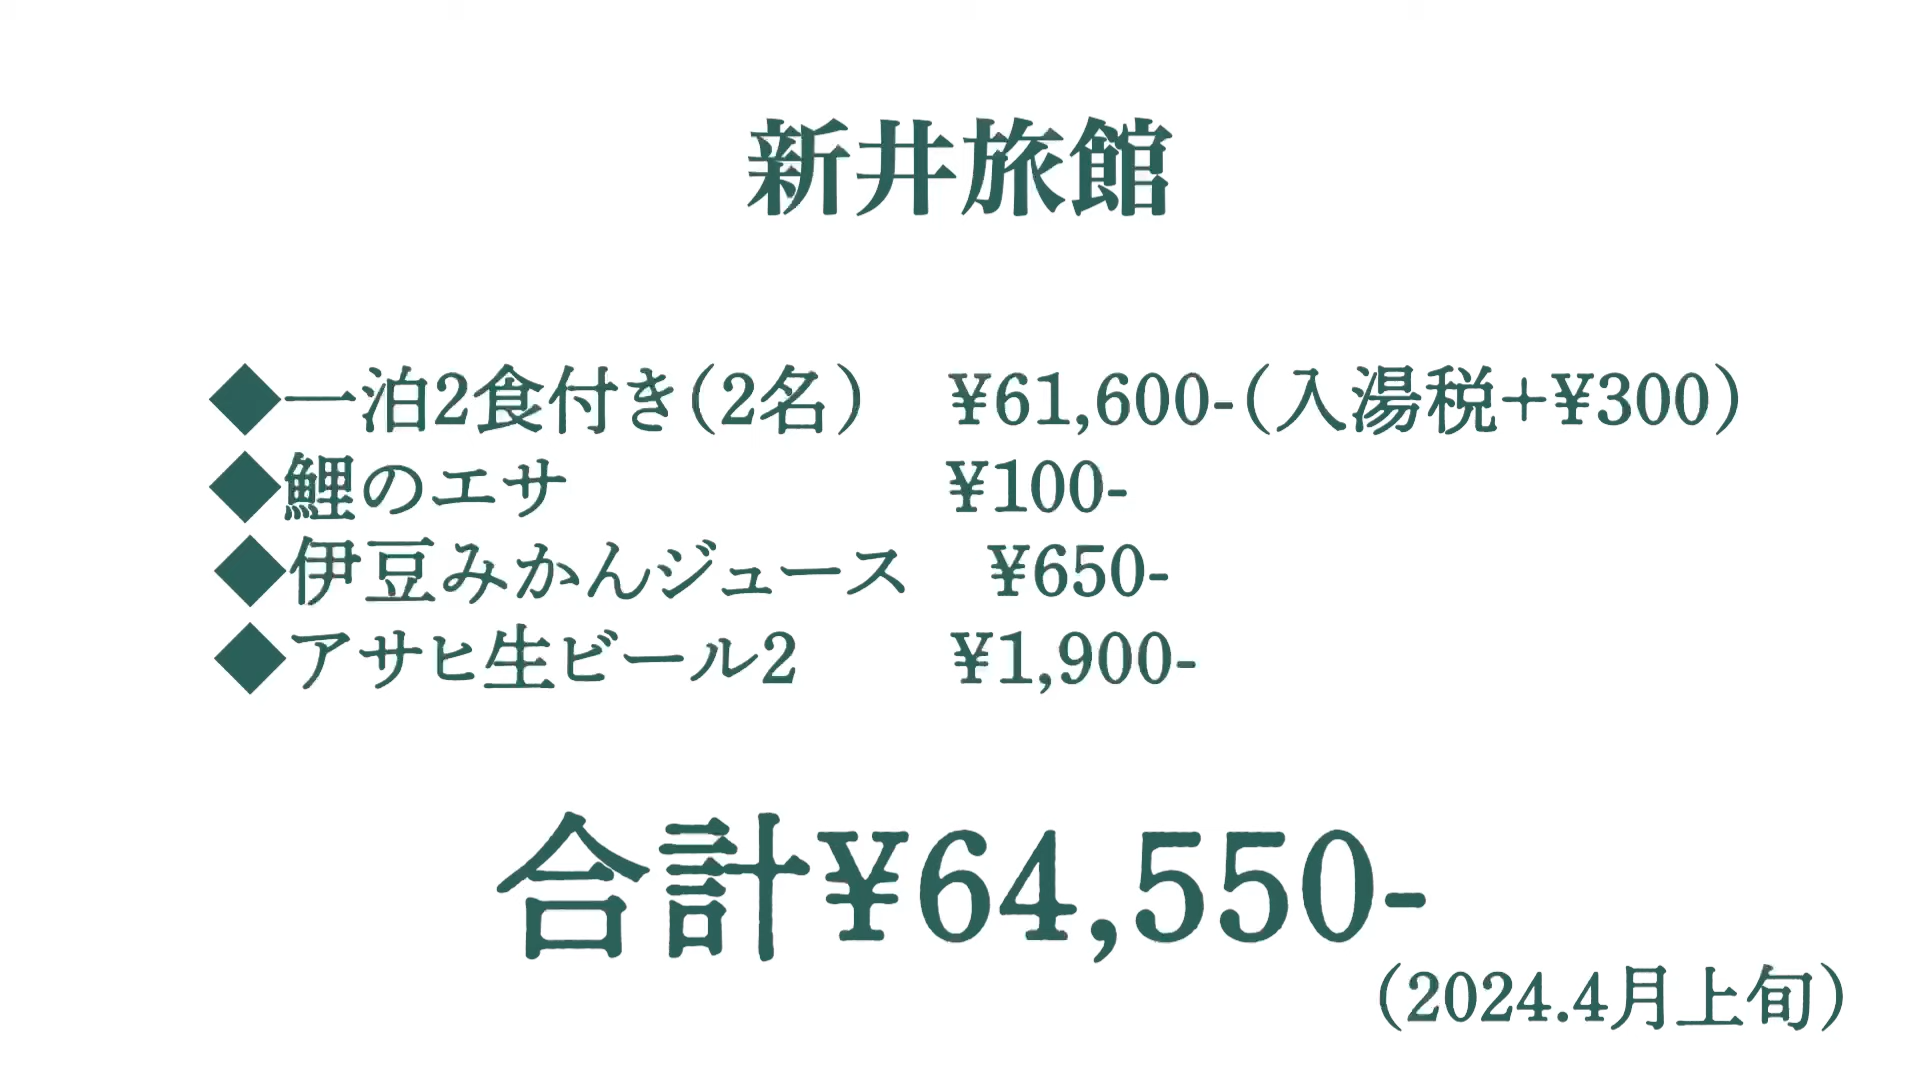 新井旅館
◆一泊2食付き（2名）　¥61,600-（入湯税+¥300）
◆鯉のエサ　¥100-
◆伊豆みかんジュース　¥650-
◆アサヒ生ビール2　¥1,900-
合計¥64,550-
（2024.4月上旬）